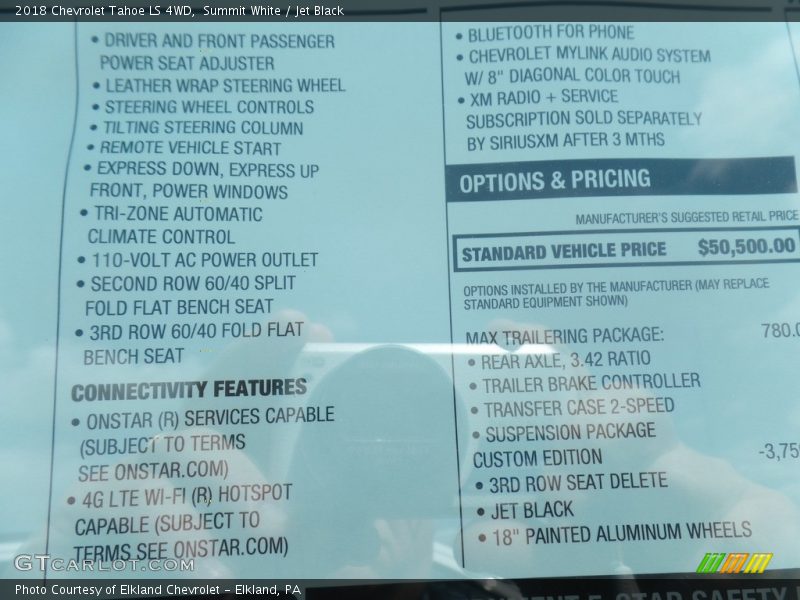 2018 Chevrolet Tahoe LS 4WD, Summit White / Jet Black
• DRIVER AND FRONT PASSENGER
POWER SEAT ADJUSTER
• LEATHER WRAP STEERING WHEEL
• STEERING WHEEL CONTROLS
• TILTING STEERING COLUMN
• REMOTE VEHICLE START
• EXPRESS DOWN, EXPRESS UP
FRONT, POWER WINDOWS
• TRI-ZONE AUTOMATIC
CLIMATE CONTROL
• 110-VOLT AC POWER OUTLET
• SECOND ROW 60/40 SPLIT
FOLD FLAT BENCH SEAT
• 3RD ROW 60/40 FOLD FLAT
BENCH SEAT
CONNECTIVITY FEATURES
• ONSTAR (R) SERVICES CAPABLE
(SUBJECT TO TERMS
SEE ONSTAR.COM)
• 4G LTE WI-FI (R) HOTSPOT
CAPABLE (SUBJECT TO
TERMS SEE ONSTAR.COM)
• BLUETOOTH FOR PHONE
• CHEVROLET MYLINK AUDIO SYSTEM
W/ 8" DIAGONAL COLOR TOUCH
• XM RADIO + SERVICE
SUBSCRIPTION SOLD SEPARATELY
BY SIRIUSXM AFTER 3 MTHS
OPTIONS & PRICING
MANUFACTURER'S SUGGESTED RETAIL PRICE
STANDARD VEHICLE PRICE $50,500.00
OPTIONS INSTALLED BY THE MANUFACTURER (MAY REPLACE
STANDARD EQUIPMENT SHOWN)
MAX TRAILERING PACKAGE: 780.0
• REAR AXLE, 3.42 RATIO
• TRAILER BRAKE CONTROLLER
• TRANSFER CASE 2-SPEED
• SUSPENSION PACKAGE
CUSTOM EDITION -3,750
• 3RD ROW SEAT DELETE
• JET BLACK
• 18" PAINTED ALUMINUM WHEELS
GTCARLOT.COM
Photo Courtesy of Elkland Chevrolet - Elkland, PA
5-STAR SAFETY